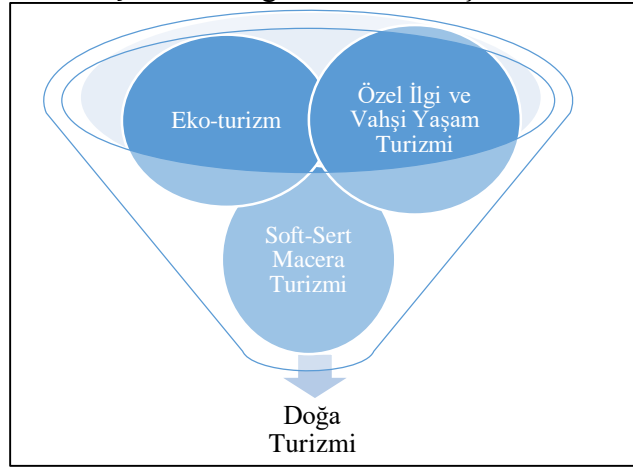 Eko-turizm
Özel İlgi ve
Vahşi Yaşam
Turizmi
Soft-Sert
Macera
Turizmi
Doğa
Turizmi